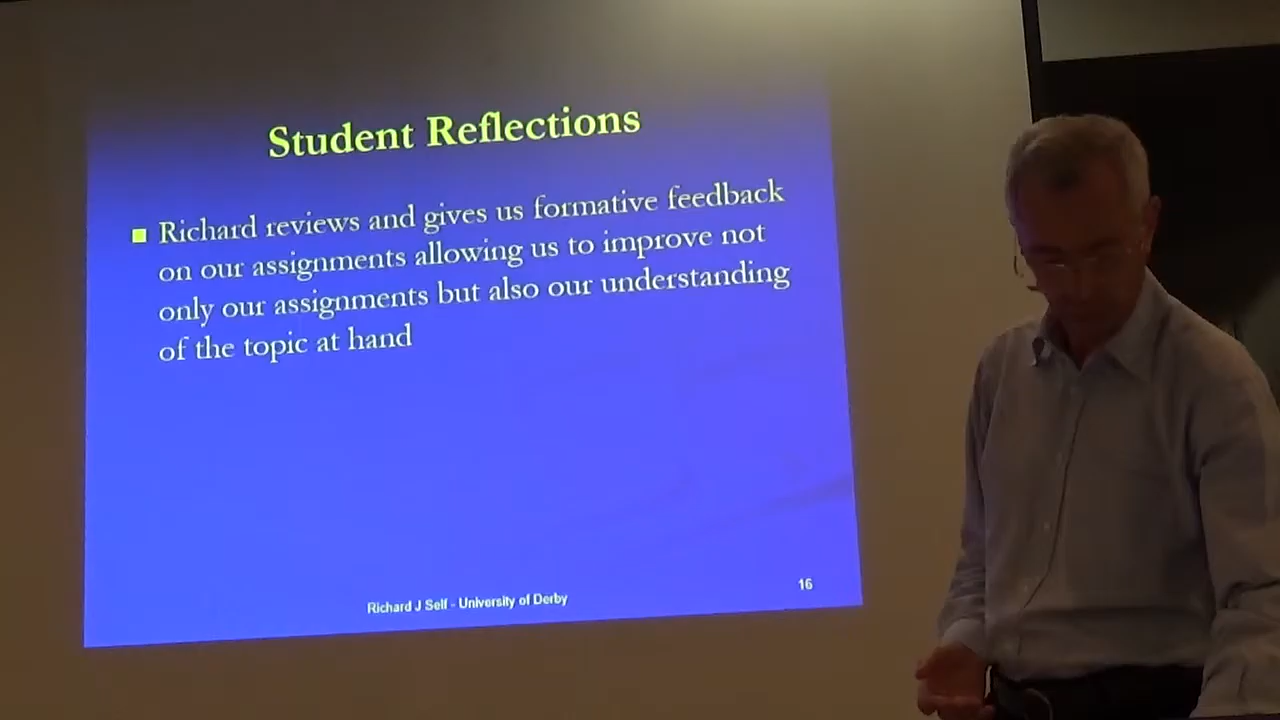 Student Reflections
Richard reviews and gives us formative feedback
on our assignments allowing us to improve not
only our assignments but also our understanding
of the topic at hand
Richard J Self - University of Derby
16